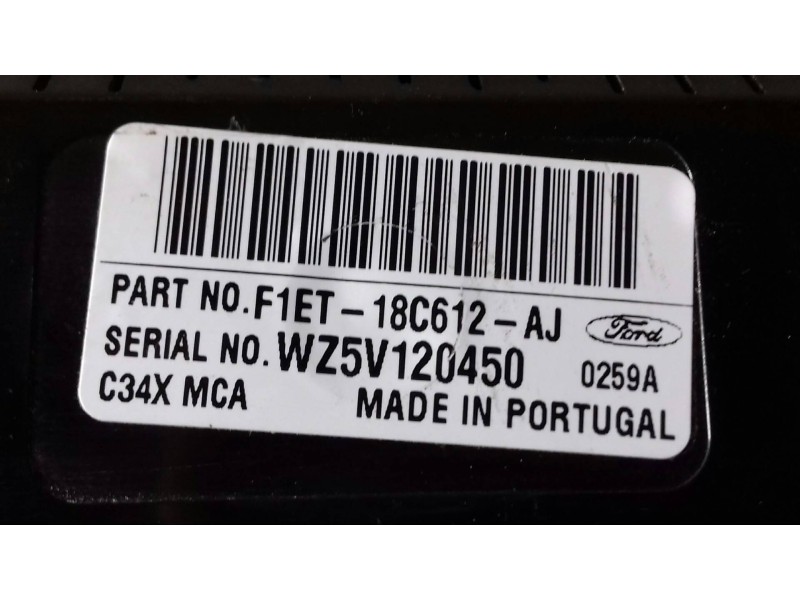 PART NO. F1ET-18C612-AJ Ford
SERIAL NO. WZ5V120450 0259A
C34X MCA MADE IN PORTUGAL